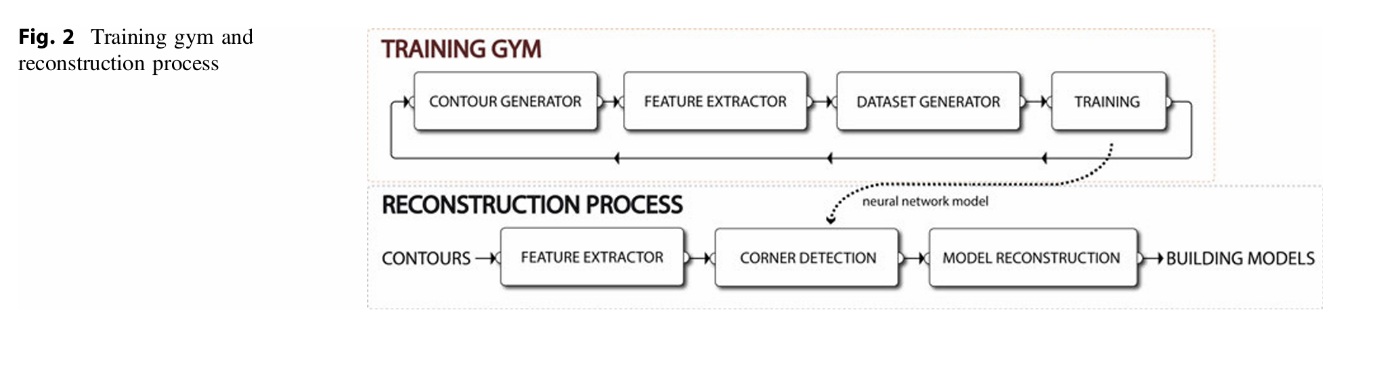 Fig. 2 Training gym and
reconstruction process
TRAINING GYM
CONTOUR GENERATOR
FEATURE EXTRACTOR
DATASET GENERATOR
TRAINING
neural network model
RECONSTRUCTION PROCESS
CONTOURS
FEATURE EXTRACTOR
CORNER DETECTION
MODEL RECONSTRUCTION
BUILDING MODELS